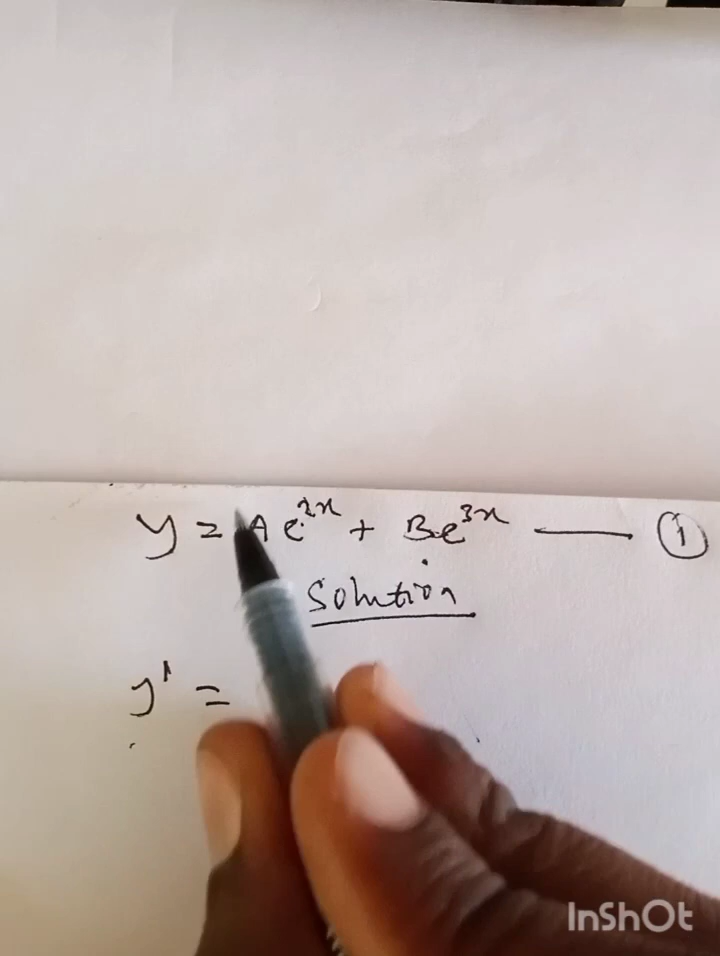 y = Ae^2x + Be^3x — ①
Solution
y' =
InShOt